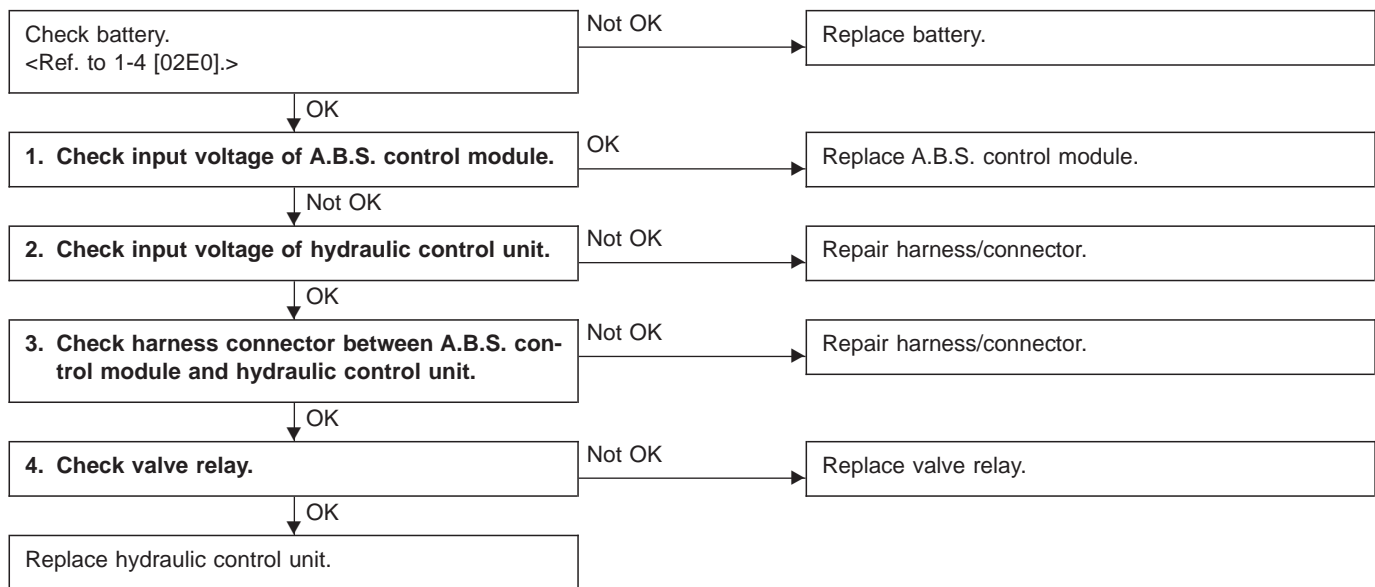 Check battery.
<Ref. to 1-4 [02E0].>
Not OK
Replace battery.
OK
1. Check input voltage of A.B.S. control module.
OK
Replace A.B.S. control module.
Not OK
2. Check input voltage of hydraulic control unit.
Not OK
Repair harness/connector.
OK
3. Check harness connector between A.B.S. con-
trol module and hydraulic control unit.
Not OK
Repair harness/connector.
OK
4. Check valve relay.
Not OK
Replace valve relay.
OK
Replace hydraulic control unit.